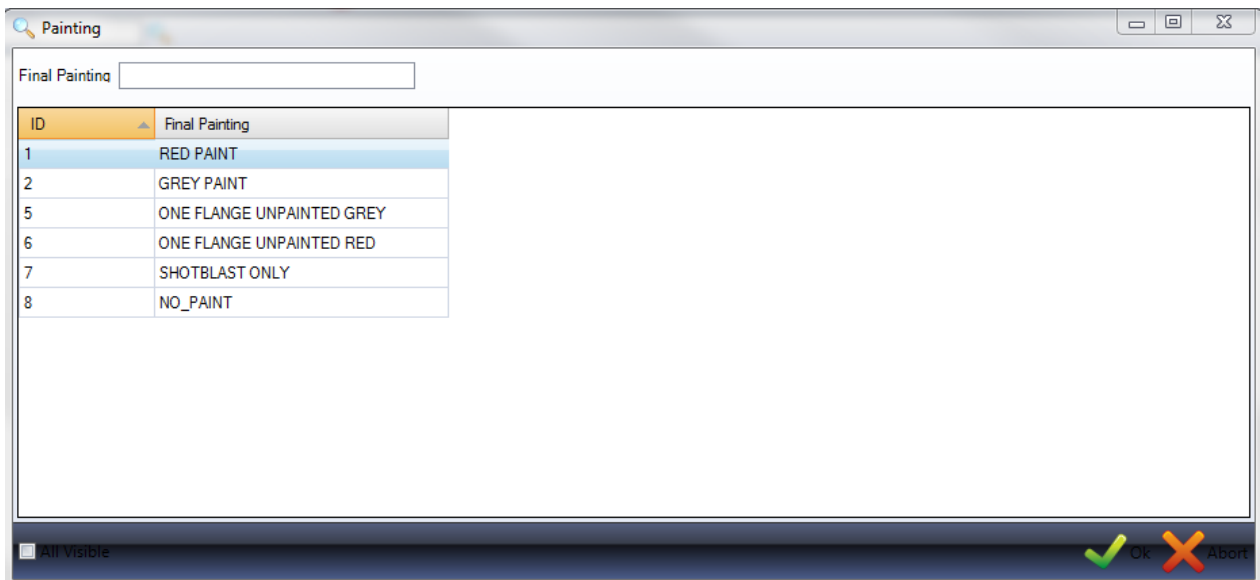 Painting
Final Painting
ID Final Painting
1 RED PAINT
2 GREY PAINT
5 ONE FLANGE UNPAINTED GREY
6 ONE FLANGE UNPAINTED RED
7 SHOTBLAST ONLY
8 NO_PAINT
All Visible Ok Abort